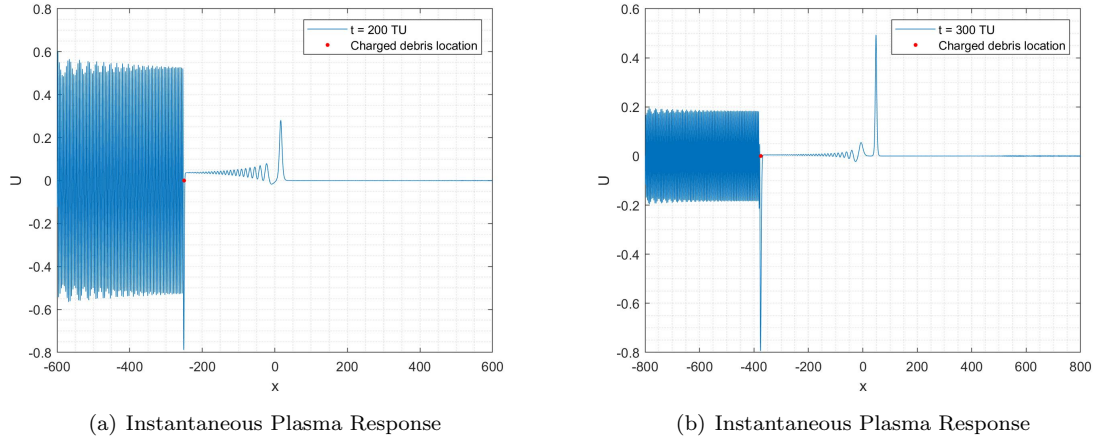 0.8
0.6
0.4
0.2
0
-0.2
-0.4
-0.6
-0.8
U
-600 -400 -200 0 200 400 600
x
t = 200 TU
Charged debris location
(a) Instantaneous Plasma Response
0.6
0.4
0.2
0
-0.2
-0.4
-0.6
-0.8
U
-800 -600 -400 -200 0 200 400 600 800
x
t = 300 TU
Charged debris location
(b) Instantaneous Plasma Response